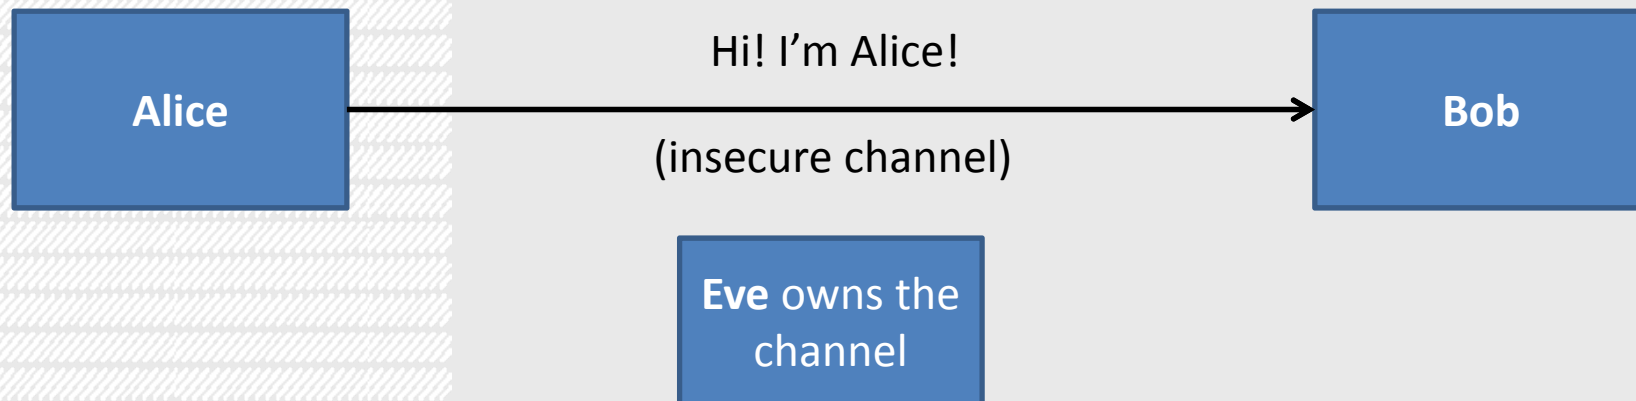 Hi! I’m Alice!
Alice
Bob
(insecure channel)
Eve owns the
channel